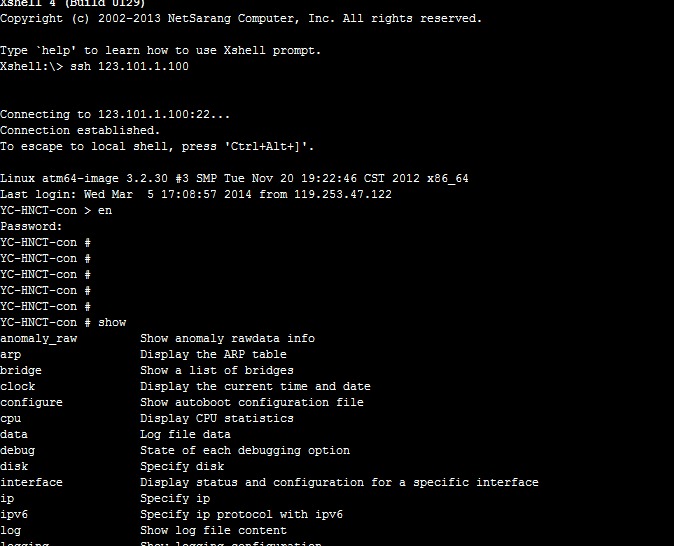 Xshell 4 (Build 0129)
Copyright (c) 2002-2013 NetSarang Computer, Inc. All rights reserved.
Type `help' to learn how to use Xshell prompt.
Xshell:\> ssh 123.101.1.100
Connecting to 123.101.1.100:22...
Connection established.
To escape to local shell, press 'Ctrl+Alt+]'.
Linux atm64-image 3.2.30 #3 SMP Tue Nov 20 19:22:46 CST 2012 x86_64
Last login: Wed Mar  5 17:08:57 2014 from 119.253.47.122
YC-HNCT-con > en
Password:
YC-HNCT-con #
YC-HNCT-con #
YC-HNCT-con #
YC-HNCT-con #
YC-HNCT-con #
YC-HNCT-con # show
anomaly_raw Show anomaly rawdata info
arp Display the ARP table
bridge Show a list of bridges
clock Display the current time and date
configure Show autoboot configuration file
cpu Display CPU statistics
data Log file data
debug State of each debugging option
disk Specify disk
interface Display status and configuration for a specific interface
ip Specify ip
ipv6 Specify ip protocol with ipv6
log Show log file content
logging Show logging configuration